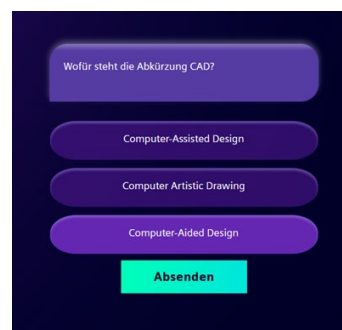 Wofür steht die Abkürzung CAD?
Computer-Assisted Design
Computer Artistic Drawing
Computer-Aided Design
Absenden